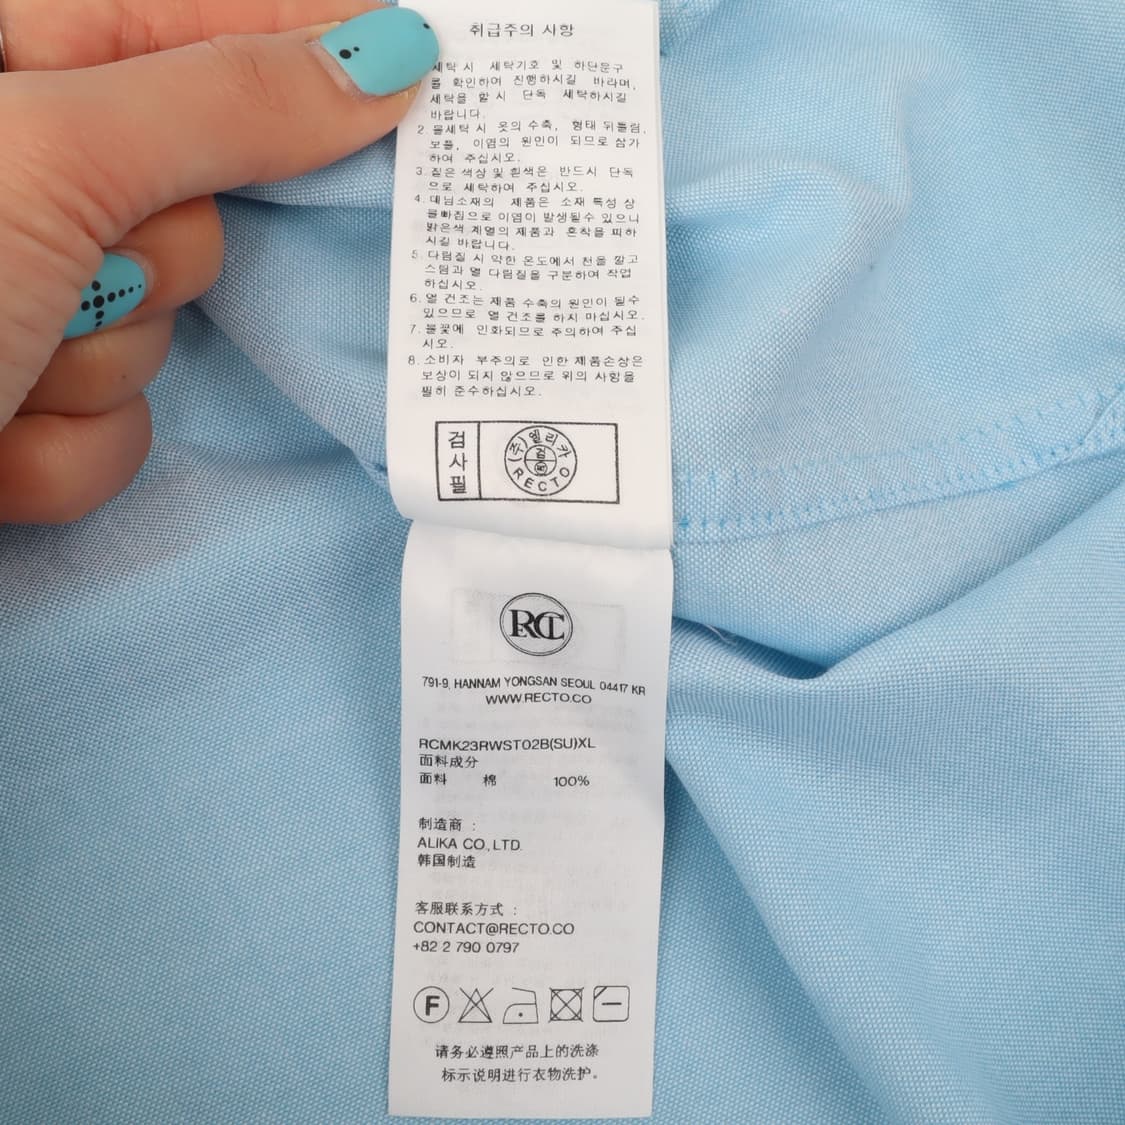 취급주의 사항
세탁 시 세탁기호 및 하단문구
를 확인하여 진행하시길 바라며,
세탁을 할 시 단독 세탁하시길
바랍니다.
2. 물세탁 시 옷의 수축, 형태 뒤틀림,
보풀, 이염의 원인이 되므로 삼가
하여 주십시오.
3. 짙은 색상 및 흰색은 반드시 단독
으로 세탁하여 주십시오.
4. 데님소재의 제품은 소재 특성 상
물빠짐으로 이염이 발생될수 있으니
밝은색 계열의 제품과 혼착을 피하
시길 바랍니다.
5. 다림질 시 약한 온도에서 천을 깔고
스팀과 열 다림질을 구분하여 작업
하십시오.
6. 열 건조는 제품 수축의 원인이 될수
있으므로 열 건조를 하지 마십시오.
7. 불꽃에 인화되므로 주의하여 주십
시오.
8. 소비자 부주의로 인한 제품손상은
보상이 되지 않으므로 위의 사항을
필히 준수하십시오.
검사필
(주)엘리카
검
RECTO
RCT
791-9, HANNAM YONGSAN SEOUL 04417 KR
WWW.RECTO.CO
RCMK23RWST02B(SU)XL
面料成分
面料 棉 100%
制造商 :
ALIKA CO., LTD.
韩国制造
客服联系方式 :
CONTACT@RECTO.CO
+82 2 790 0797
F
请务必遵照产品上的洗涤
标示说明进行衣物洗护。